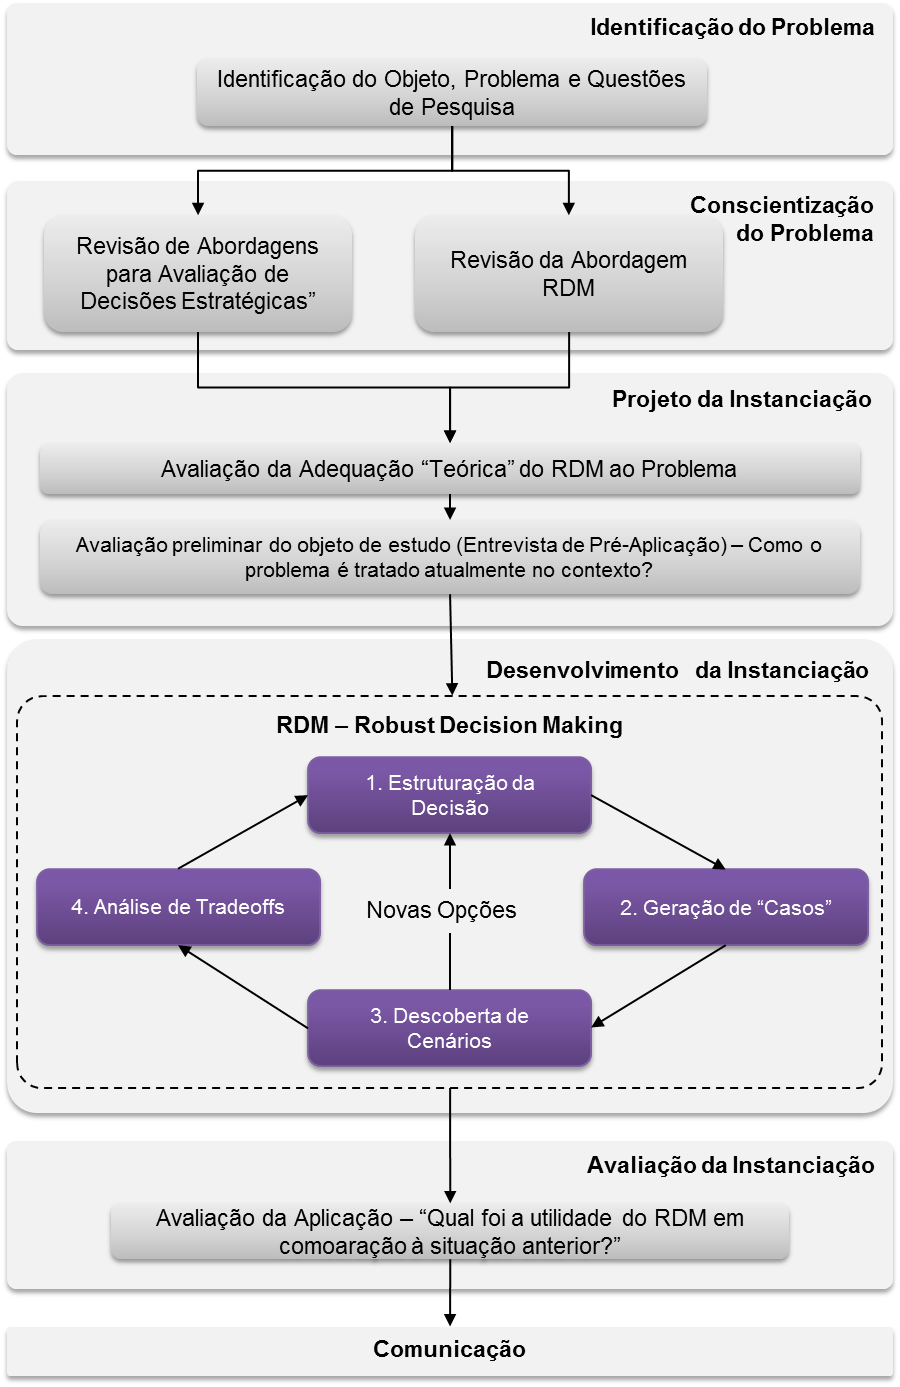 Identificação do Problema
Identificação do Objeto, Problema e Questões
de Pesquisa
Conscientização
do Problema
Revisão de Abordagens
para Avaliação de
Decisões Estratégicas”
Revisão da Abordagem
RDM
Projeto da Instanciação
Avaliação da Adequação “Teórica” do RDM ao Problema
Avaliação preliminar do objeto de estudo (Entrevista de Pré-Aplicação) – Como o
problema é tratado atualmente no contexto?
Desenvolvimento da Instanciação
RDM – Robust Decision Making
1. Estruturação da
Decisão
4. Análise de Tradeoffs
Novas Opções
2. Geração de “Casos”
3. Descoberta de
Cenários
Avaliação da Instanciação
Avaliação da Aplicação – “Qual foi a utilidade do RDM em
comoaração à situação anterior?”
Comunicação